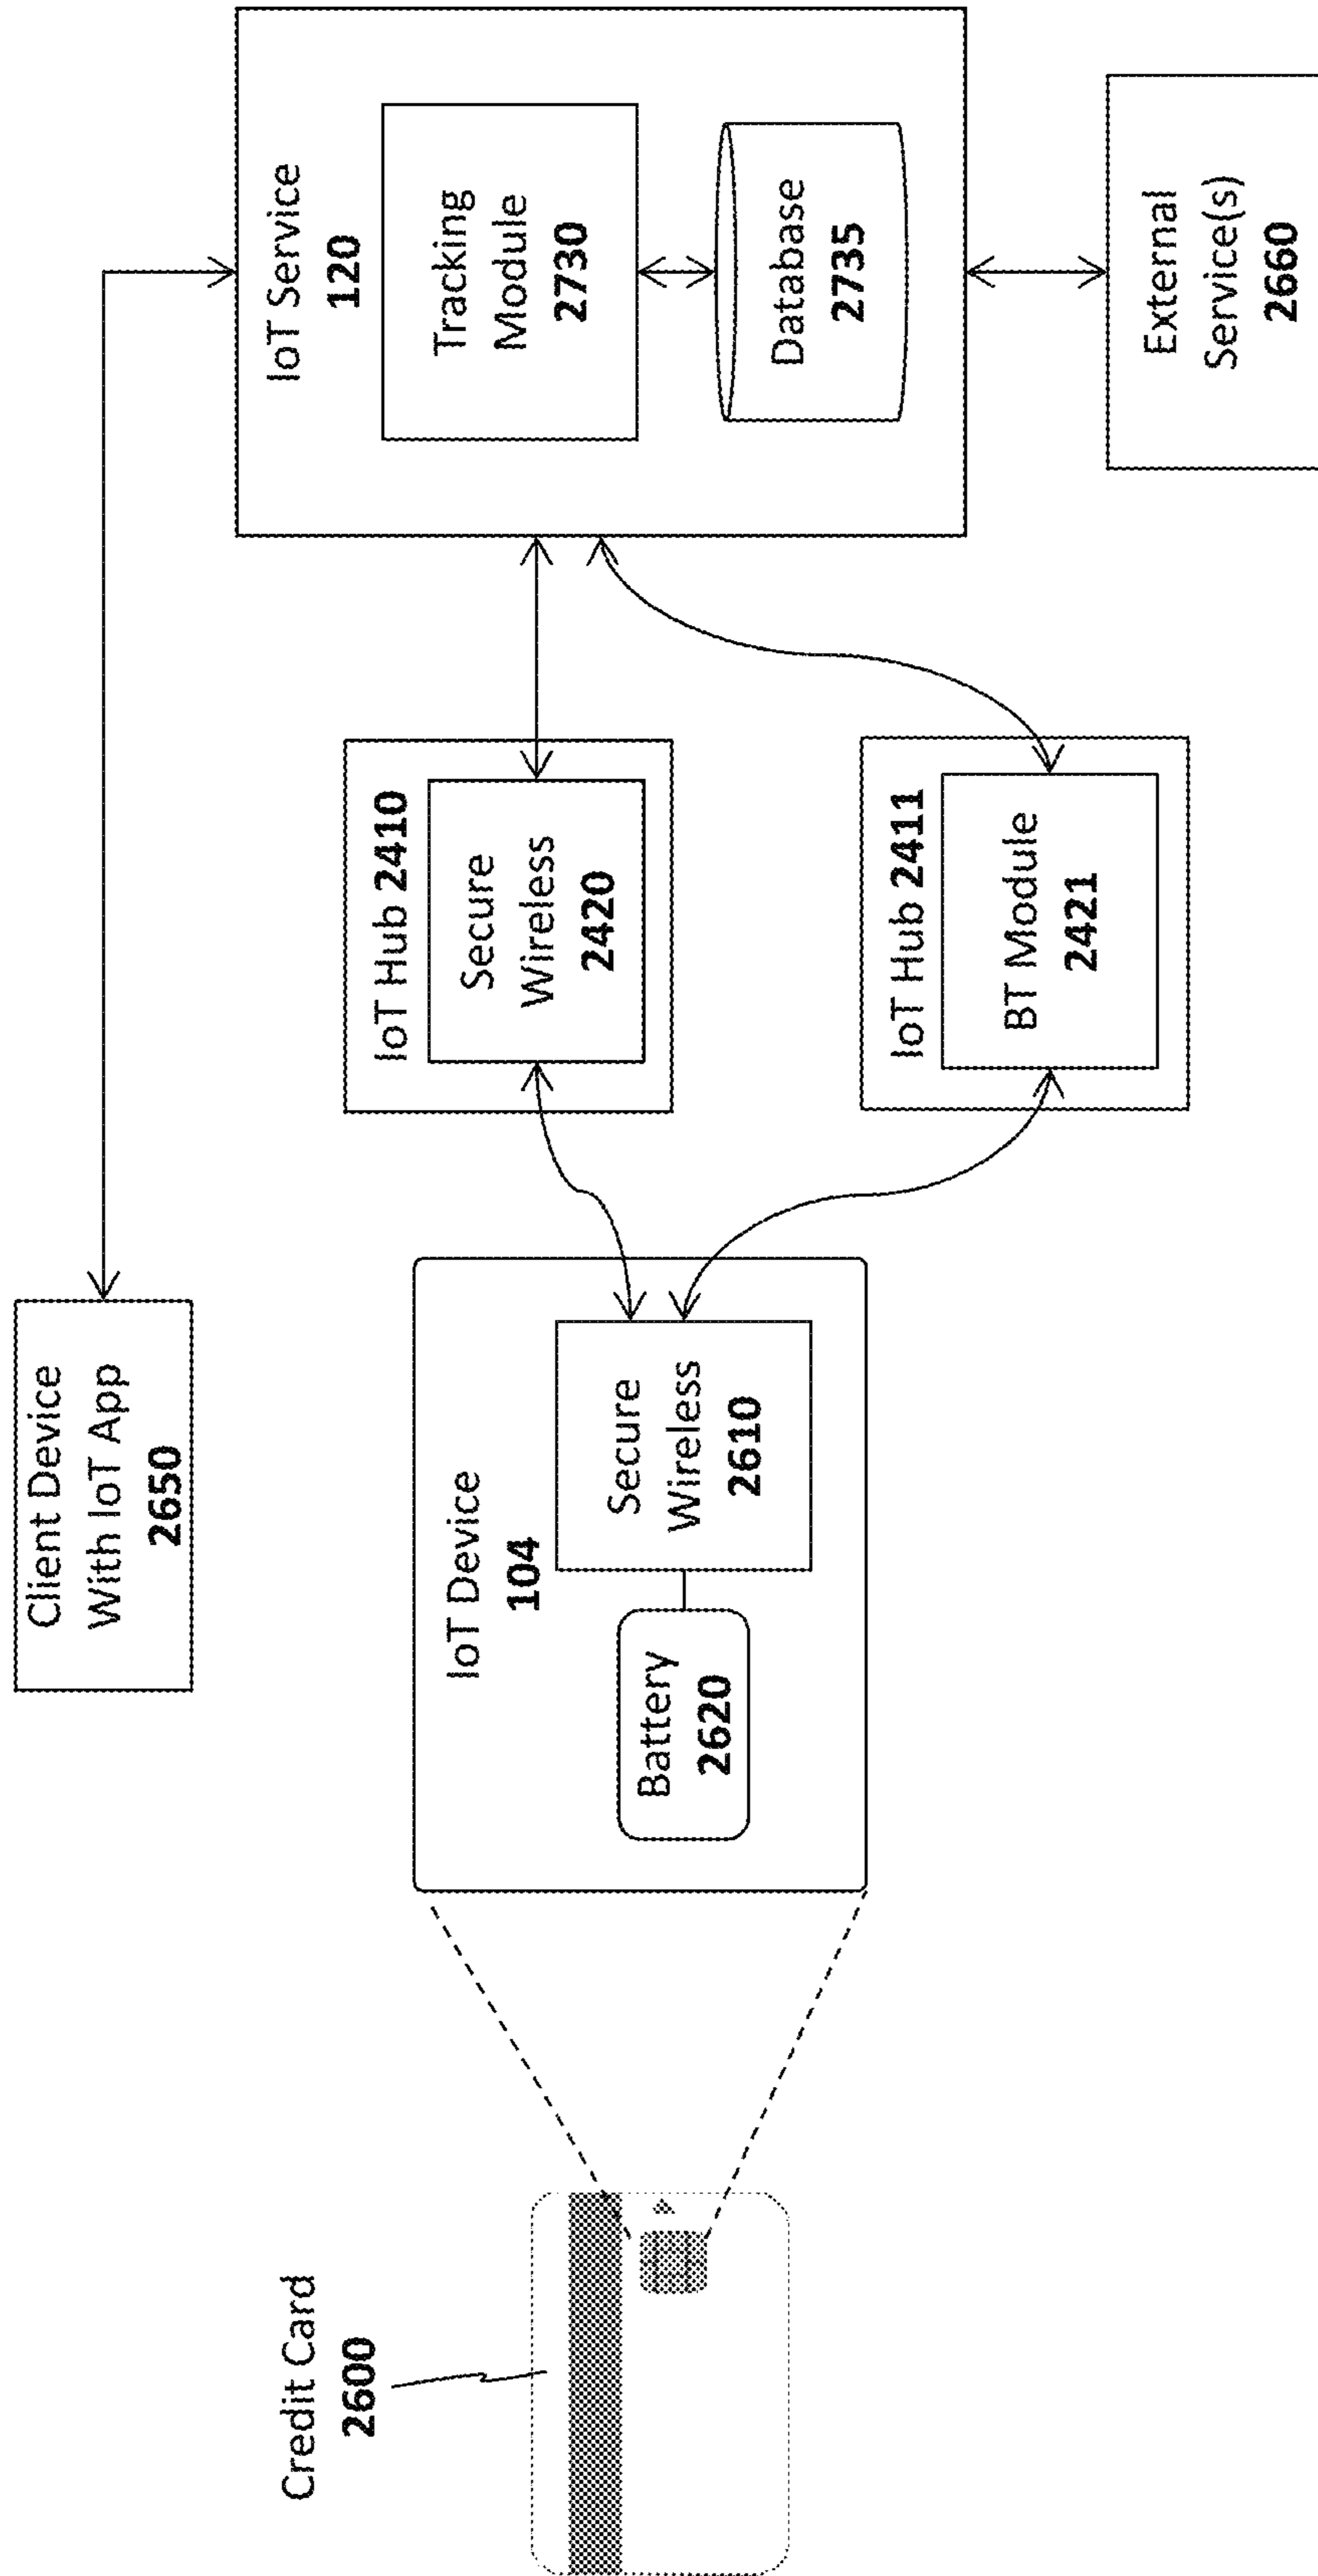 Client Device
With IoT App
2650
Credit Card
2600
IoT Device
104
Battery
2620
Secure
Wireless
2610
IoT Hub 2410
Secure
Wireless
2420
IoT Hub 2411
BT Module
2421
IoT Service
120
Tracking
Module
2730
Database
2735
External
Service(s)
2660